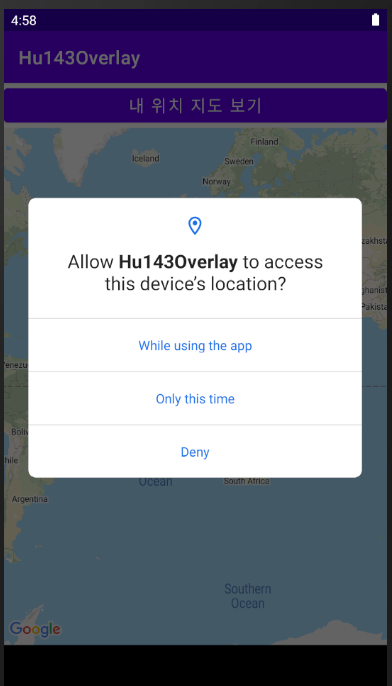 4:58
Hu143Overlay
내 위치 지도 보기
Finland
Iceland
Sweden
Norway
Allow Hu143Overlay to access
this device's location?
While using the app
Only this time
Deny
Ocean
South Africa
Argentina
Southern
Ocean
Google